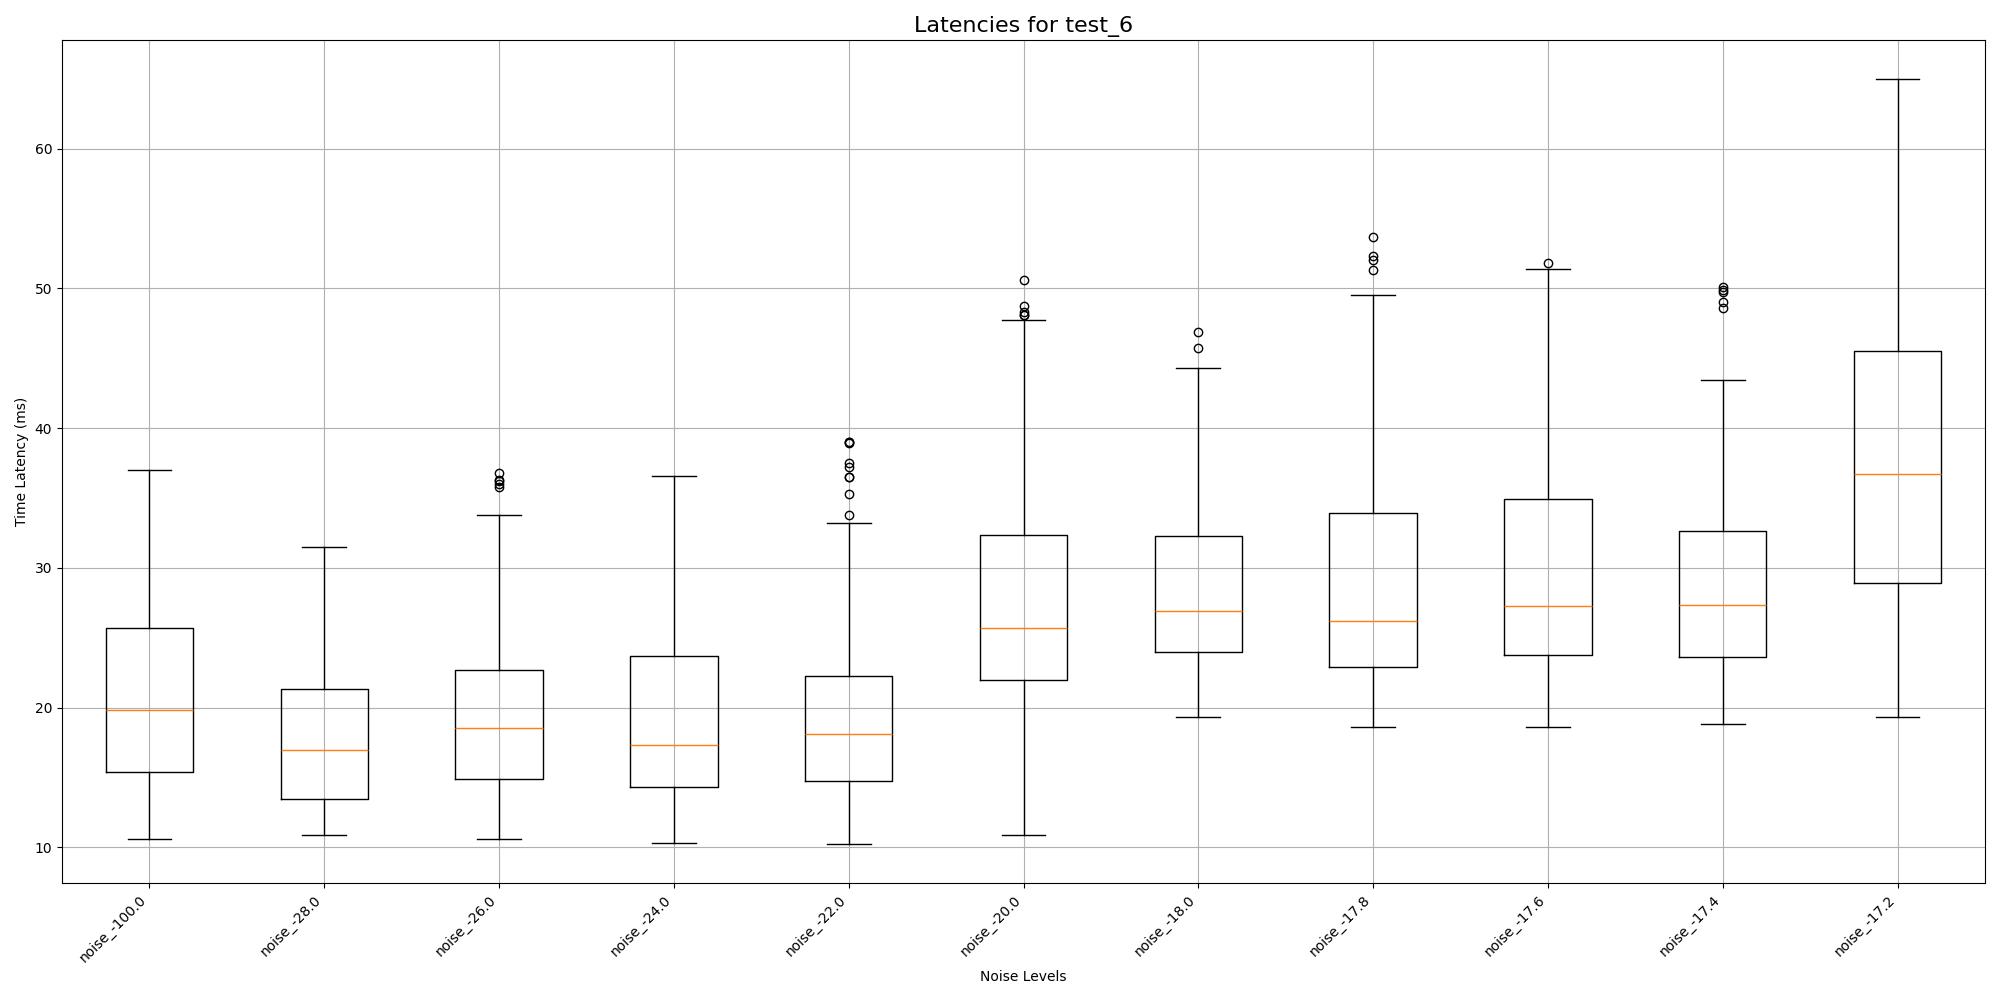 Latencies for test_6
Time Latency (ms)
60
50
40
30
20
10
noise_-100.0
noise_-28.0
noise_-26.0
noise_-24.0
noise_-22.0
noise_-20.0
noise_-18.0
noise_-17.8
noise_-17.6
noise_-17.4
noise_-17.2
Noise Levels